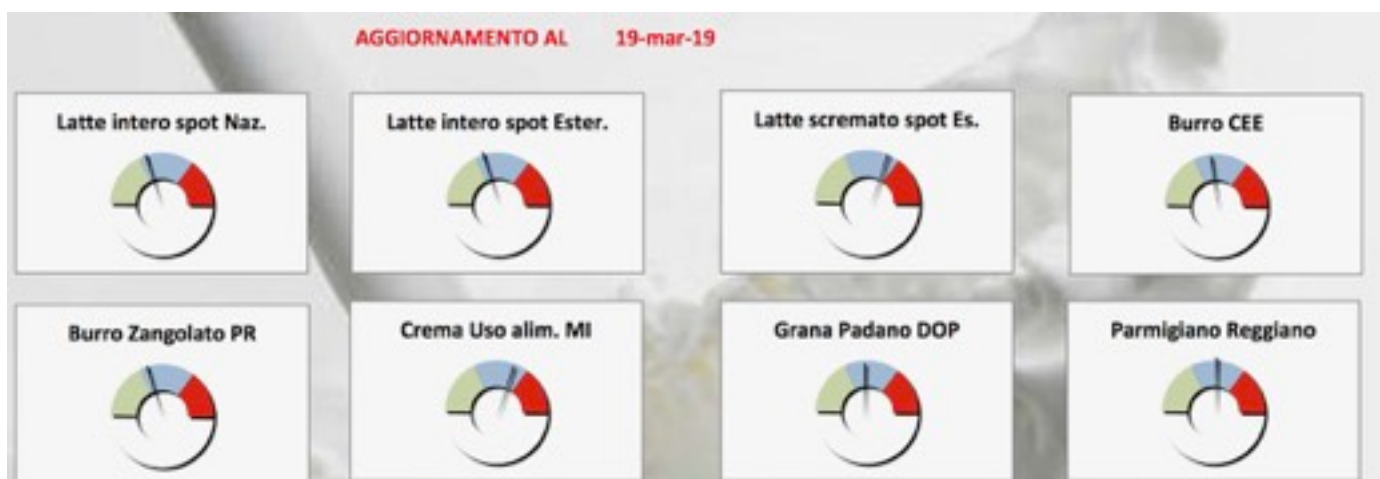 AGGIORNAMENTO AL 19-mar-19
Latte intero spot Naz.
Latte intero spot Ester.
Latte scremato spot Es.
Burro CEE
Burro Zangolato PR
Crema Uso alim. MI
Grana Padano DOP
Parmigiano Reggiano